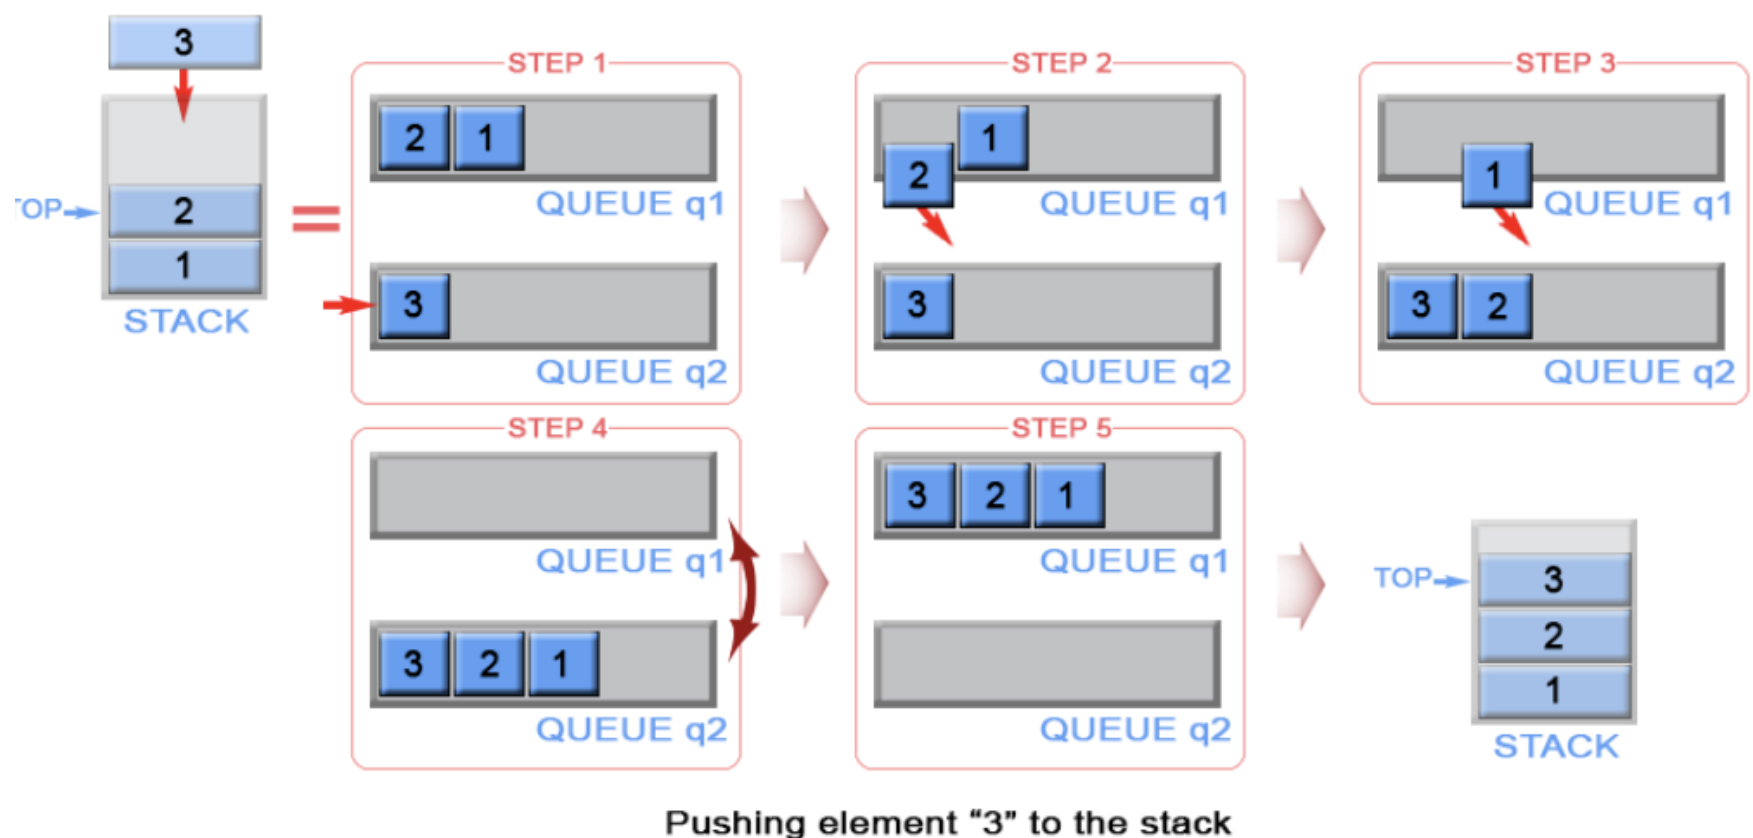 3
STEP 1
STEP 2
STEP 3
2 1
1
2
1
QUEUE q1
QUEUE q1
QUEUE q1
TOP
2
1
STACK
=
3
3
3 2
QUEUE q2
QUEUE q2
QUEUE q2
STEP 4
STEP 5
3 2 1
QUEUE q1
QUEUE q1
3 2 1
QUEUE q2
QUEUE q2
TOP
3
2
1
STACK
Pushing element “3” to the stack